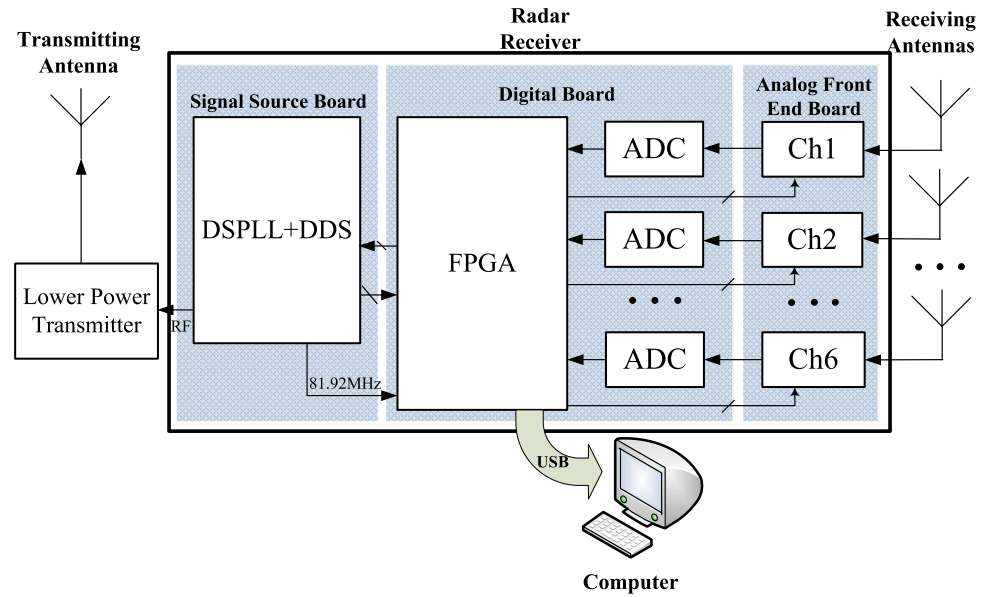 Radar
Receiver
Transmitting
Antenna
Receiving
Antennas
Signal Source Board
Digital Board
Analog Front
End Board
DSPLL+DDS
FPGA
ADC
Ch1
ADC
Ch2
ADC
Ch6
Lower Power
Transmitter
RF
81.92MHz
USB
Computer